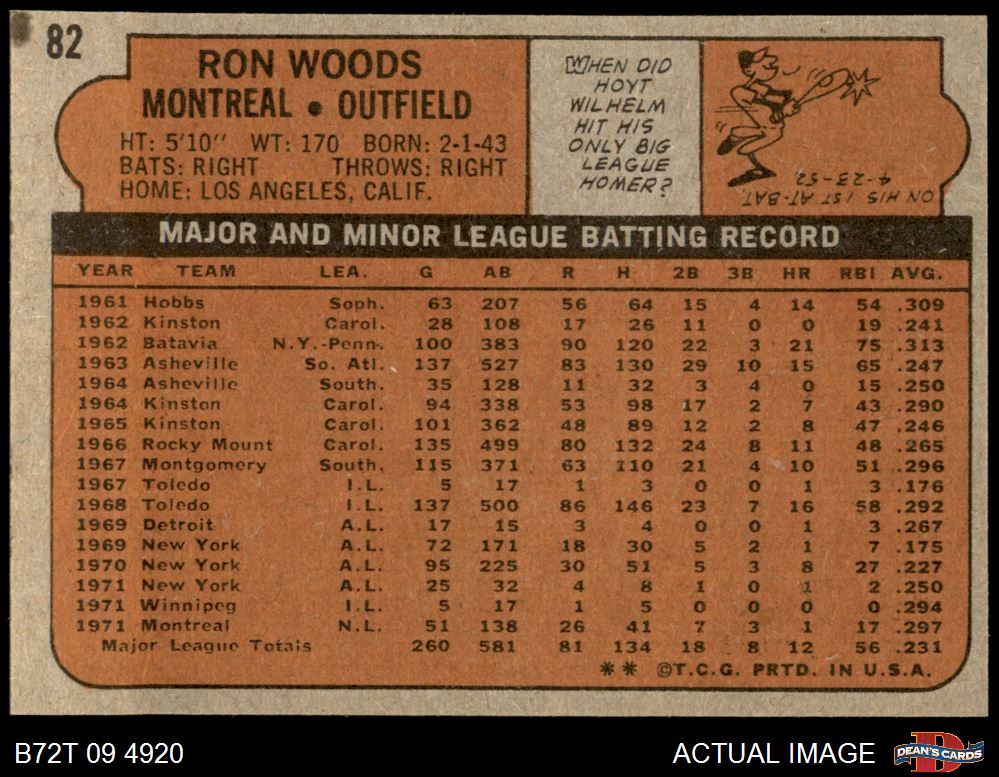 82
RON WOODS
MONTREAL • OUTFIELD
HT: 5'10" WT: 170 BORN: 2-1-43
BATS: RIGHT THROWS: RIGHT
HOME: LOS ANGELES, CALIF.
WHEN DID
HOYT
WILHELM
HIT HIS
ONLY BIG
LEAGUE
HOMER?
ON HIS 1ST AT-BAT,
4-23-52.
MAJOR AND MINOR LEAGUE BATTING RECORD
YEAR TEAM LEA. G AB R H 2B 3B HR RBI AVG.
1961 Hobbs Soph. 63 207 56 64 15 4 14 54 .309
1962 Kinston Carol. 28 108 17 26 11 0 0 19 .241
1962 Batavia N.Y.-Penn. 100 383 90 120 22 3 21 75 .313
1963 Asheville So. Atl. 137 527 83 130 29 10 15 65 .247
1964 Asheville South. 35 128 11 32 3 4 0 15 .250
1964 Kinston Carol. 94 338 53 98 17 2 7 43 .290
1965 Kinston Carol. 101 362 48 89 12 2 8 47 .246
1966 Rocky Mount Carol. 135 499 80 132 24 8 11 48 .265
1967 Montgomery South. 115 371 63 110 21 4 10 51 .296
1967 Toledo I.L. 5 17 1 3 0 0 1 3 .176
1968 Toledo I.L. 137 500 86 146 23 7 16 58 .292
1969 Detroit A.L. 17 15 3 4 0 0 1 3 .267
1969 New York A.L. 72 171 18 30 5 2 1 7 .175
1970 New York A.L. 95 225 30 51 5 3 8 27 .227
1971 New York A.L. 25 32 4 8 1 0 1 2 .250
1971 Winnipeg I.L. 5 17 1 5 0 0 0 0 .294
1971 Montreal N.L. 51 138 26 41 7 3 1 17 .297
Major League Totals 260 581 81 134 18 8 12 56 .231
** ©T.C.G. PRTD. IN U.S.A.
B72T 09 4920
ACTUAL IMAGE
DEAN'S CARDS